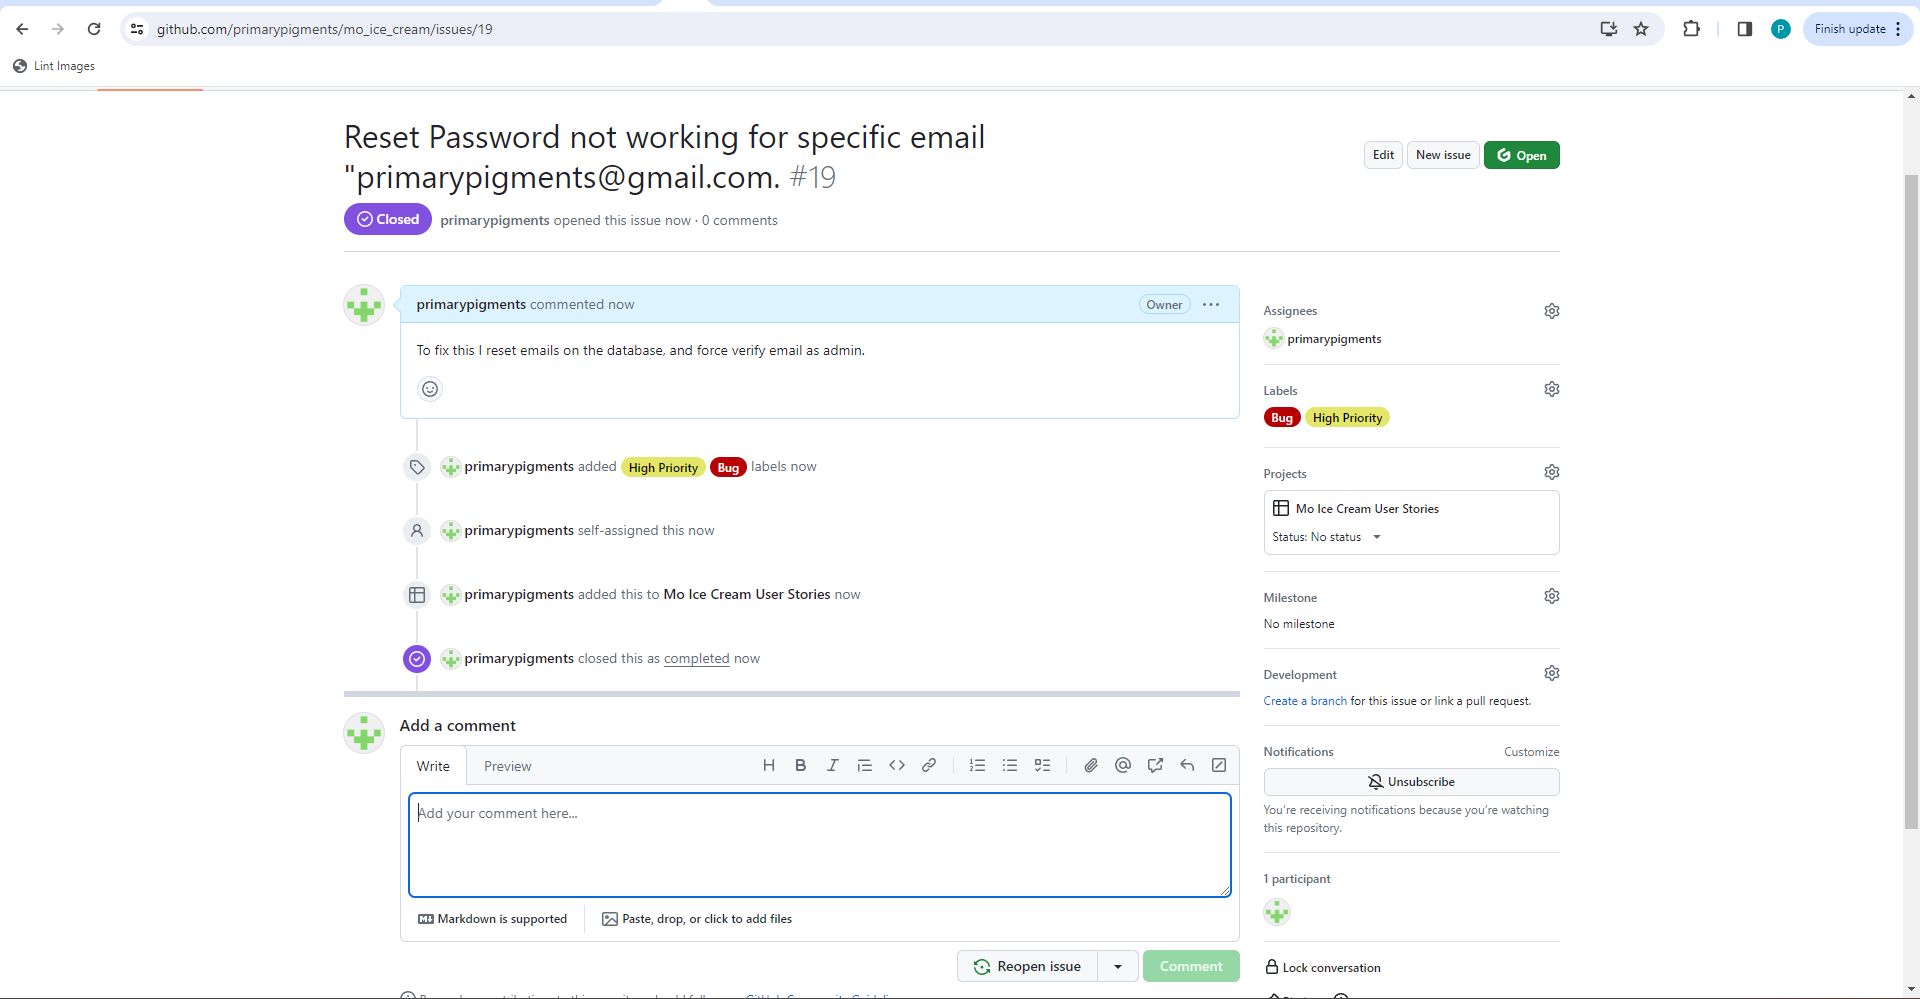 github.com/primarypigments/mo_ice_cream/issues/19
P
Finish update
Lint Images
Reset Password not working for specific email
"primarypigments@gmail.com. #19
Edit
New issue
Open
Closed
primarypigments opened this issue now · 0 comments
primarypigments commented now
Owner
To fix this I reset emails on the database, and force verify email as admin.
primarypigments added High Priority Bug labels now
primarypigments self-assigned this now
primarypigments added this to Mo Ice Cream User Stories now
primarypigments closed this as completed now
Add a comment
Write
Preview
Add your comment here...
Markdown is supported
Paste, drop, or click to add files
Reopen issue
Comment
Assignees
primarypigments
Labels
Bug High Priority
Projects
Mo Ice Cream User Stories
Status: No status
Milestone
No milestone
Development
Create a branch for this issue or link a pull request.
Notifications
Customize
Unsubscribe
You're receiving notifications because you're watching
this repository.
1 participant
Lock conversation